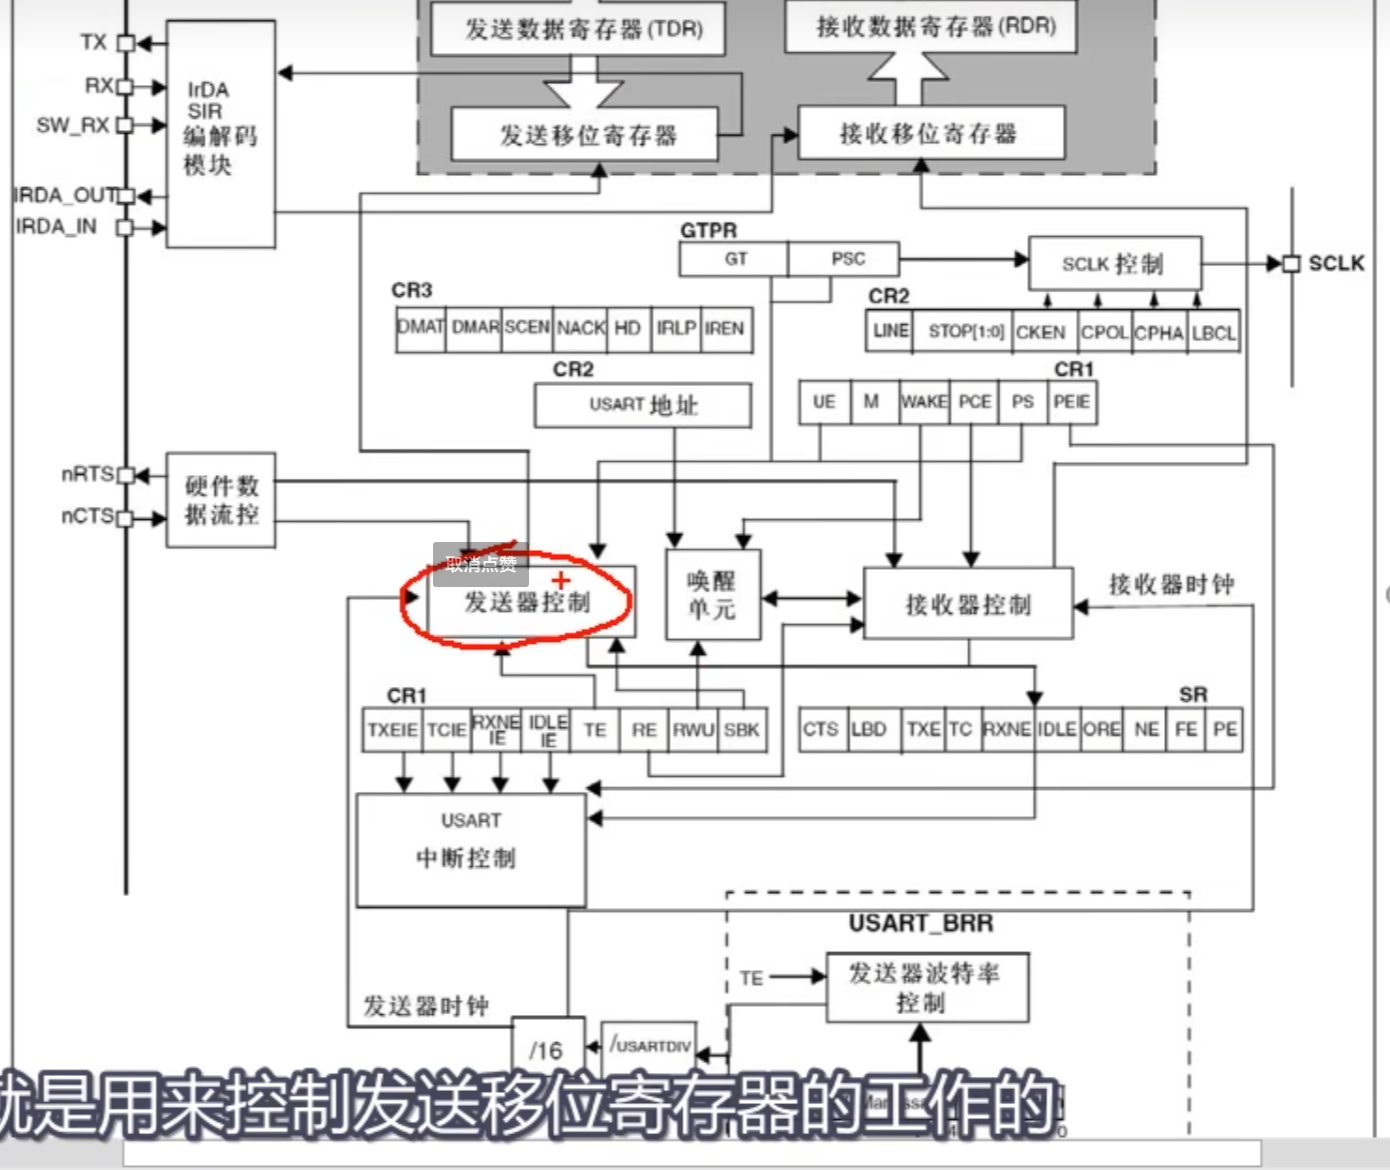 发送数据寄存器(TDR)
接收数据寄存器(RDR)
TX
RX
SW_RX
IRDA_OUT
IRDA_IN
IrDA
SIR
编解码
模块
发送移位寄存器
接收移位寄存器
GTPR
GT
PSC
SCLK 控制
SCLK
CR3
DMAT
DMAR
SCEN
NACK
HD
IRLP
IREN
CR2
LINE
STOP[1:0]
CKEN
CPOL
CPHA
LBCL
CR2
USART 地址
CR1
UE
M
WAKE
PCE
PS
PEIE
nRTS
nCTS
硬件数
据流控
取消点赞
发送器控制
唤醒
单元
接收器控制
接收器时钟
CR1
TXEIE
TCIE
RXNE
IE
IDLE
IE
TE
RE
RWU
SBK
SR
CTS
LBD
TXE
TC
RXNE
IDLE
ORE
NE
FE
PE
USART
中断控制
USART_BRR
TE
发送器波特率
控制
发送器时钟
/16
/USARTDIV
就是用来控制发送移位寄存器的工作的